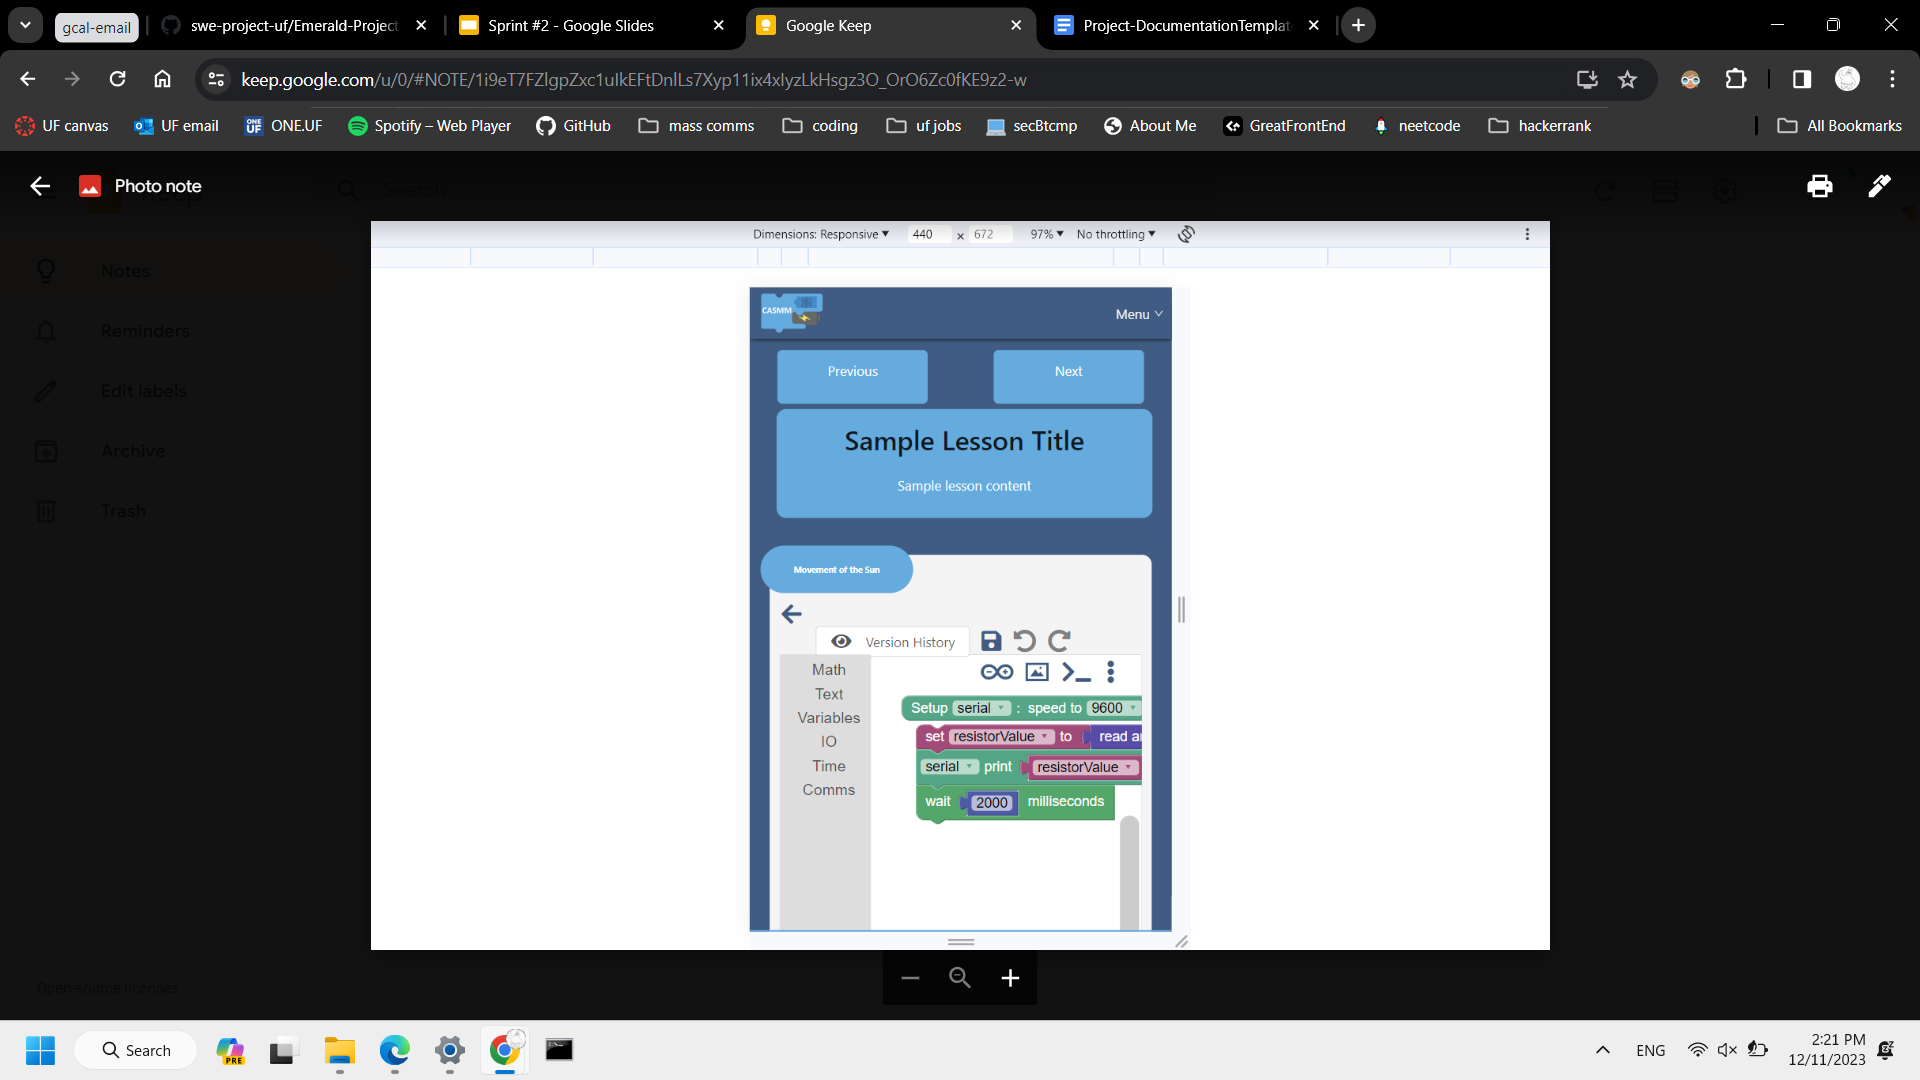 gcal-email
swe-project-uf/Emerald-Project
Sprint #2 - Google Slides
Google Keep
Project-DocumentationTemplat
keep.google.com/u/0/#NOTE/1i9eT7FZlgpZxc1ulkEFtDnlLs7Xyp11ix4xlyzLkHsgz3O_OrO6Zc0fKE9z2-w
UF canvas
UF email
ONE.UF
Spotify – Web Player
GitHub
mass comms
coding
uf jobs
secBtcmp
About Me
GreatFrontEnd
neetcode
hackerrank
All Bookmarks
Photo note
Keep
Search
Notes
Reminders
Edit labels
Archive
Trash
Open-source licenses
Dimensions: Responsive
440 x 672
97%
No throttling
CASMM
Menu
Previous
Next
Sample Lesson Title
Sample lesson content
Movement of the Sun
Version History
Math
Text
Variables
IO
Time
Comms
Setup serial : speed to 9600
set resistorValue to read
serial print resistorValue
wait 2000 milliseconds
Search
PRE
ENG
2:21 PM
12/11/2023